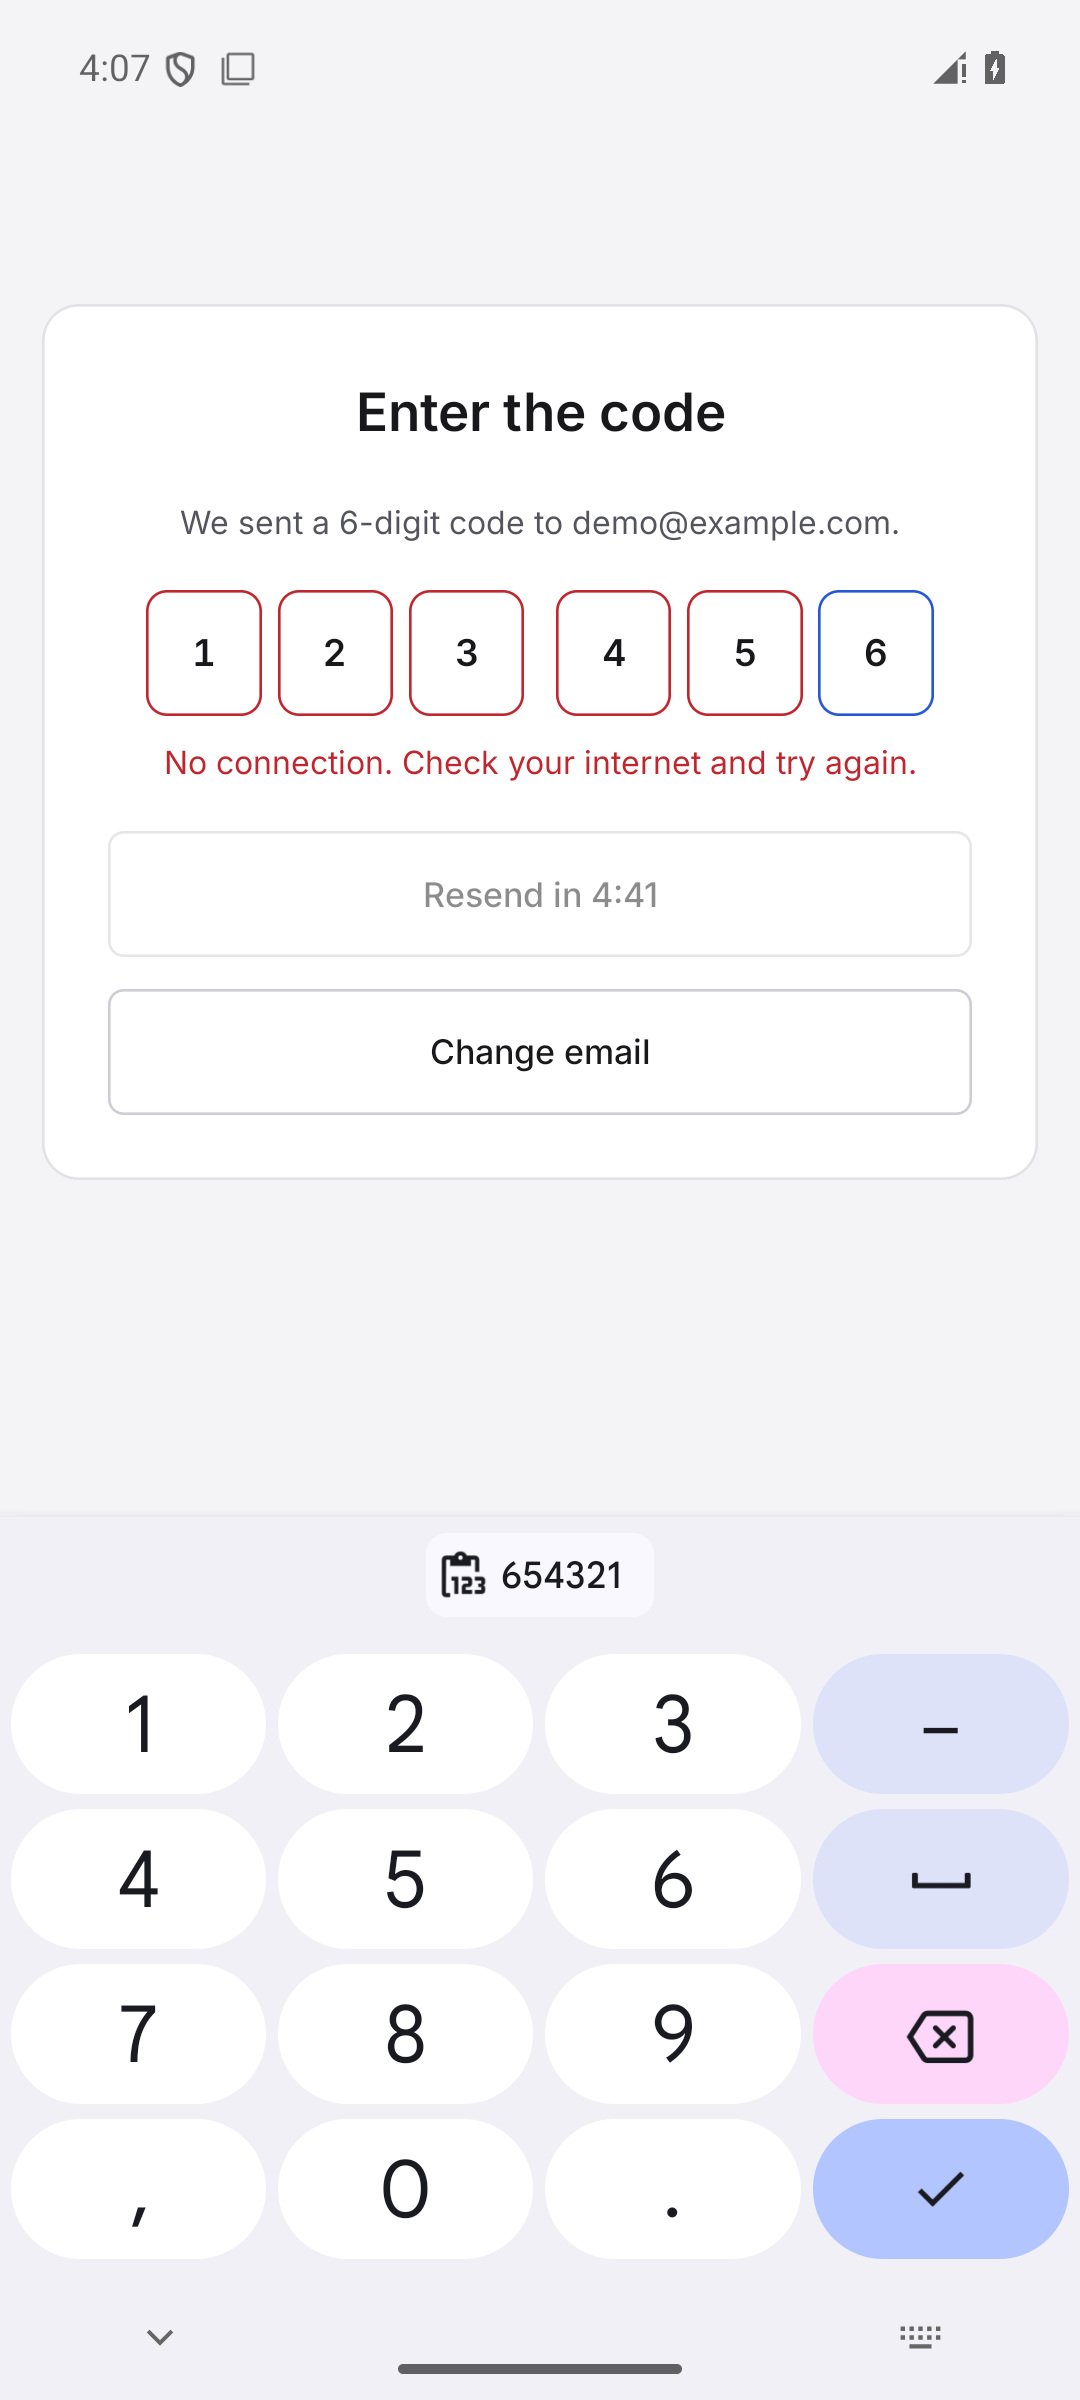 4:07
Enter the code
We sent a 6-digit code to demo@example.com.
1 2 3 4 5 6
No connection. Check your internet and try again.
Resend in 4:41
Change email
123 654321
1 2 3 –
4 5 6
7 8 9
, 0 .